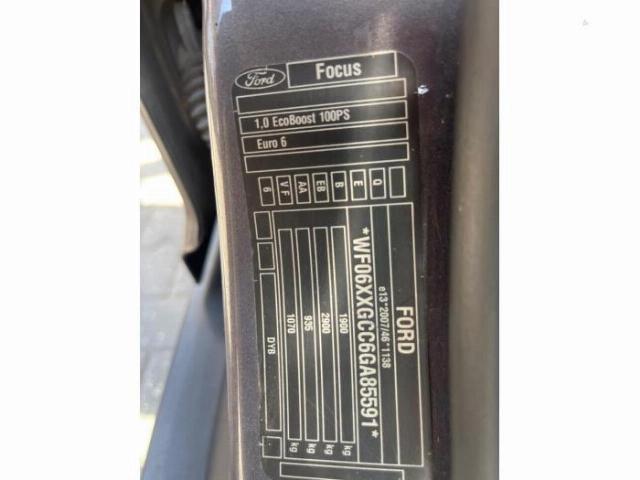 Ford
Focus
1.0 EcoBoost 100PS
Euro 6
6 VF AA EB B E Q
FORD
e13*2007/46*1138
*WF06XXGCC6GA85591*
1900 kg
2900 kg
935 kg
1070 kg
DYB